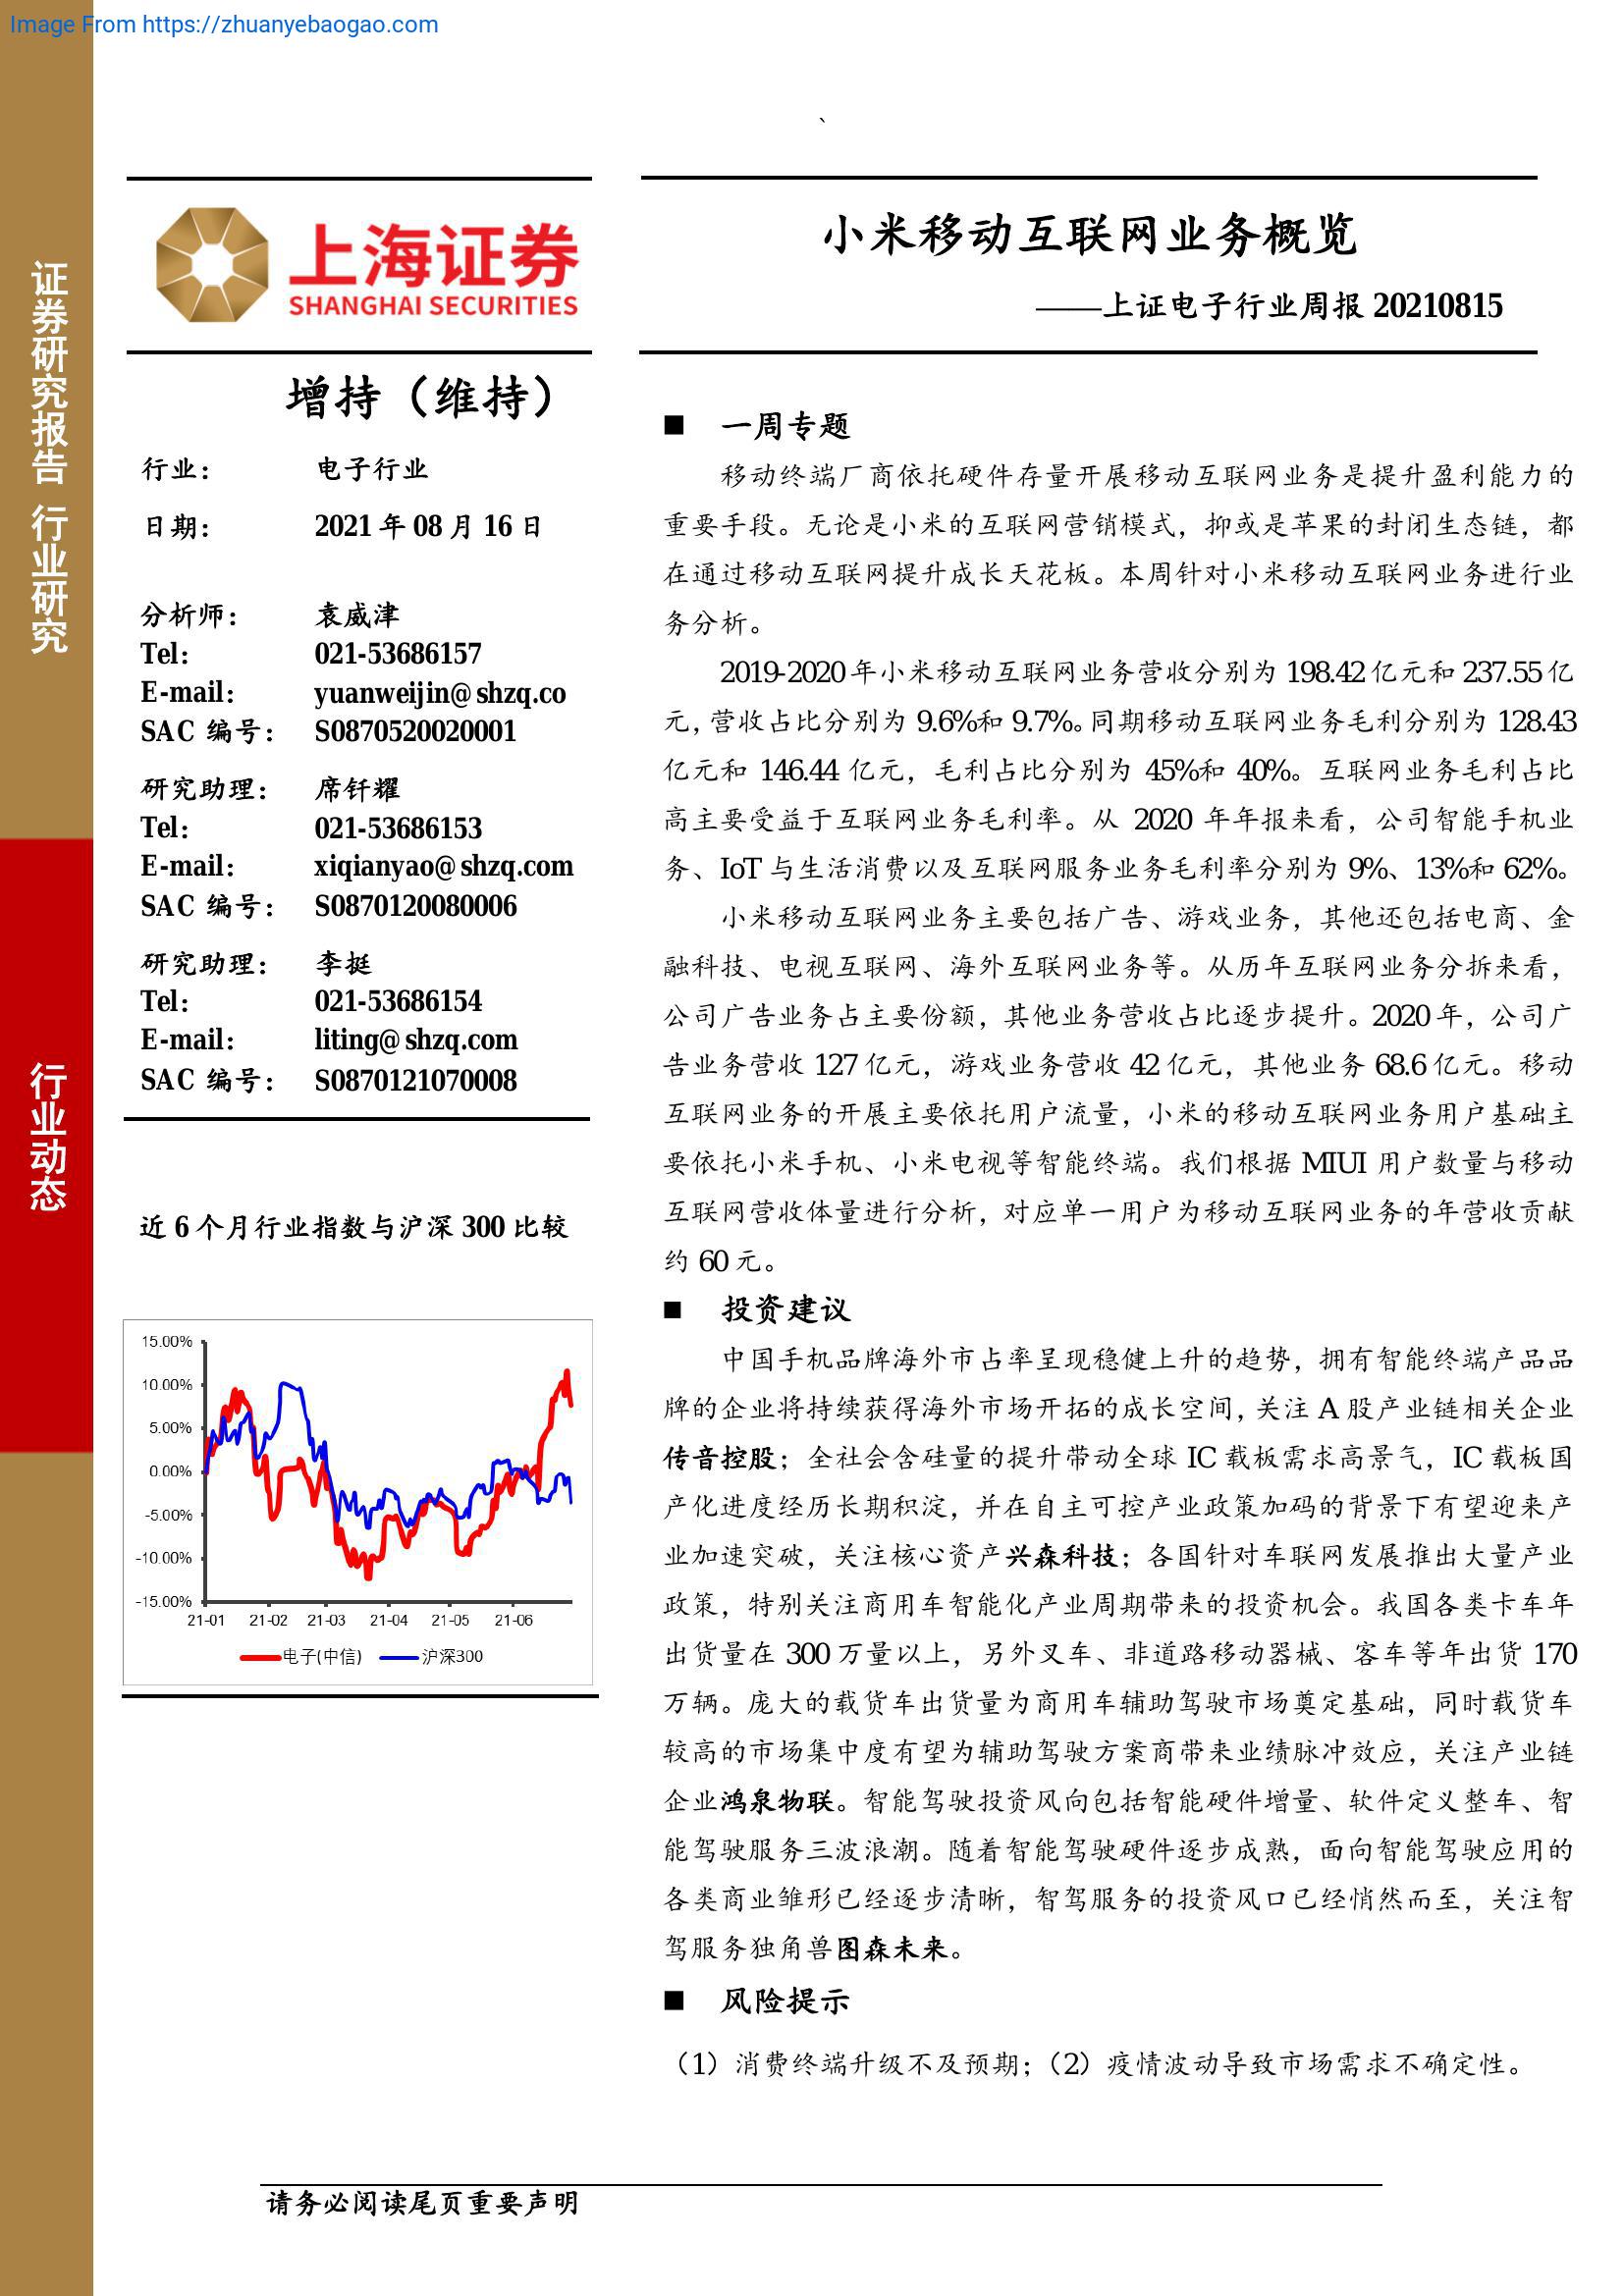 Image From https://zhuanyebaogao.com
、
证券研究报告 行业研究
行业动态
上海证券
SHANGHAI SECURITIES
小米移动互联网业务概览
——上证电子行业周报 20210815
增持（维持）
行业： 电子行业
日期： 2021 年 08 月 16 日
分析师： 袁威津
Tel： 021-53686157
E-mail： yuanweijin@shzq.co
SAC 编号： S0870520020001
研究助理： 席钎耀
Tel： 021-53686153
E-mail： xiqianyao@shzq.com
SAC 编号： S0870120080006
研究助理： 李挺
Tel： 021-53686154
E-mail： liting@shzq.com
SAC 编号： S0870121070008
近 6 个月行业指数与沪深 300 比较
15.00%
10.00%
5.00%
0.00%
-5.00%
-10.00%
-15.00%
21-01 21-02 21-03 21-04 21-05 21-06
电子(中信) 沪深300
■ 一周专题
移动终端厂商依托硬件存量开展移动互联网业务是提升盈利能力的
重要手段。无论是小米的互联网营销模式，抑或是苹果的封闭生态链，都
在通过移动互联网提升成长天花板。本周针对小米移动互联网业务进行业
务分析。
2019-2020 年小米移动互联网业务营收分别为 198.42 亿元和 237.55 亿
元，营收占比分别为 9.6%和 9.7%。同期移动互联网业务毛利分别为 128.43
亿元和 146.44 亿元，毛利占比分别为 45%和 40%。互联网业务毛利占比
高主要受益于互联网业务毛利率。从 2020 年年报来看，公司智能手机业
务、IoT 与生活消费以及互联网服务业务毛利率分别为 9%、13%和 62%。
小米移动互联网业务主要包括广告、游戏业务，其他还包括电商、金
融科技、电视互联网、海外互联网业务等。从历年互联网业务分拆来看，
公司广告业务占主要份额，其他业务营收占比逐步提升。2020 年，公司广
告业务营收 127 亿元，游戏业务营收 42 亿元，其他业务 68.6 亿元。移动
互联网业务的开展主要依托用户流量，小米的移动互联网业务用户基础主
要依托小米手机、小米电视等智能终端。我们根据 MIUI 用户数量与移动
互联网营收体量进行分析，对应单一用户为移动互联网业务的年营收贡献
约 60 元。
■ 投资建议
中国手机品牌海外市占率呈现稳健上升的趋势，拥有智能终端产品品
牌的企业将持续获得海外市场开拓的成长空间，关注 A 股产业链相关企业
传音控股；全社会含硅量的提升带动全球 IC 载板需求高景气，IC 载板国
产化进度经历长期积淀，并在自主可控产业政策加码的背景下有望迎来产
业加速突破，关注核心资产兴森科技；各国针对车联网发展推出大量产业
政策，特别关注商用车智能化产业周期带来的投资机会。我国各类卡车年
出货量在 300 万量以上，另外叉车、非道路移动器械、客车等年出货 170
万辆。庞大的载货车出货量为商用车辅助驾驶市场奠定基础，同时载货车
较高的市场集中度有望为辅助驾驶方案商带来业绩脉冲效应，关注产业链
企业鸿泉物联。智能驾驶投资风向包括智能硬件增量、软件定义整车、智
能驾驶服务三波浪潮。随着智能驾驶硬件逐步成熟，面向智能驾驶应用的
各类商业雏形已经逐步清晰，智驾服务的投资风口已经悄然而至，关注智
驾服务独角兽图森未来。
■ 风险提示
（1）消费终端升级不及预期；（2）疫情波动导致市场需求不确定性。
请务必阅读尾页重要声明